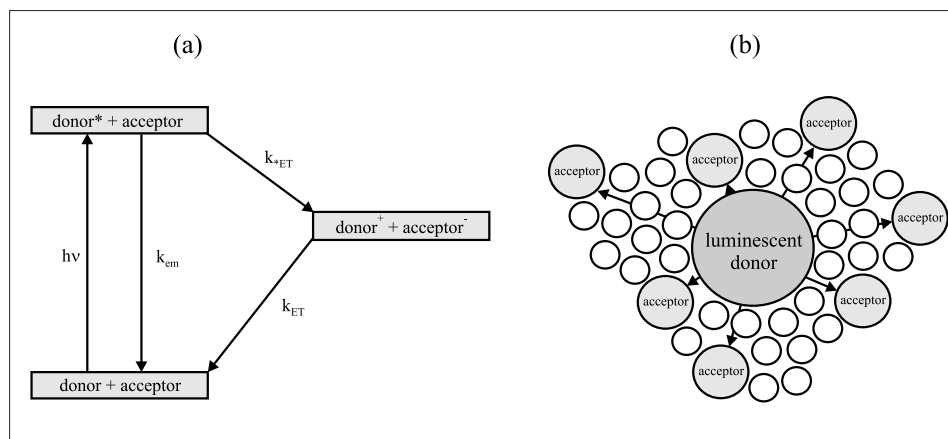 (a)
donor* + acceptor
k*ET
donor+ + acceptor-
hν
kem
kET
donor + acceptor
(b)
acceptor
acceptor
acceptor
acceptor
luminescent
donor
acceptor
acceptor
acceptor